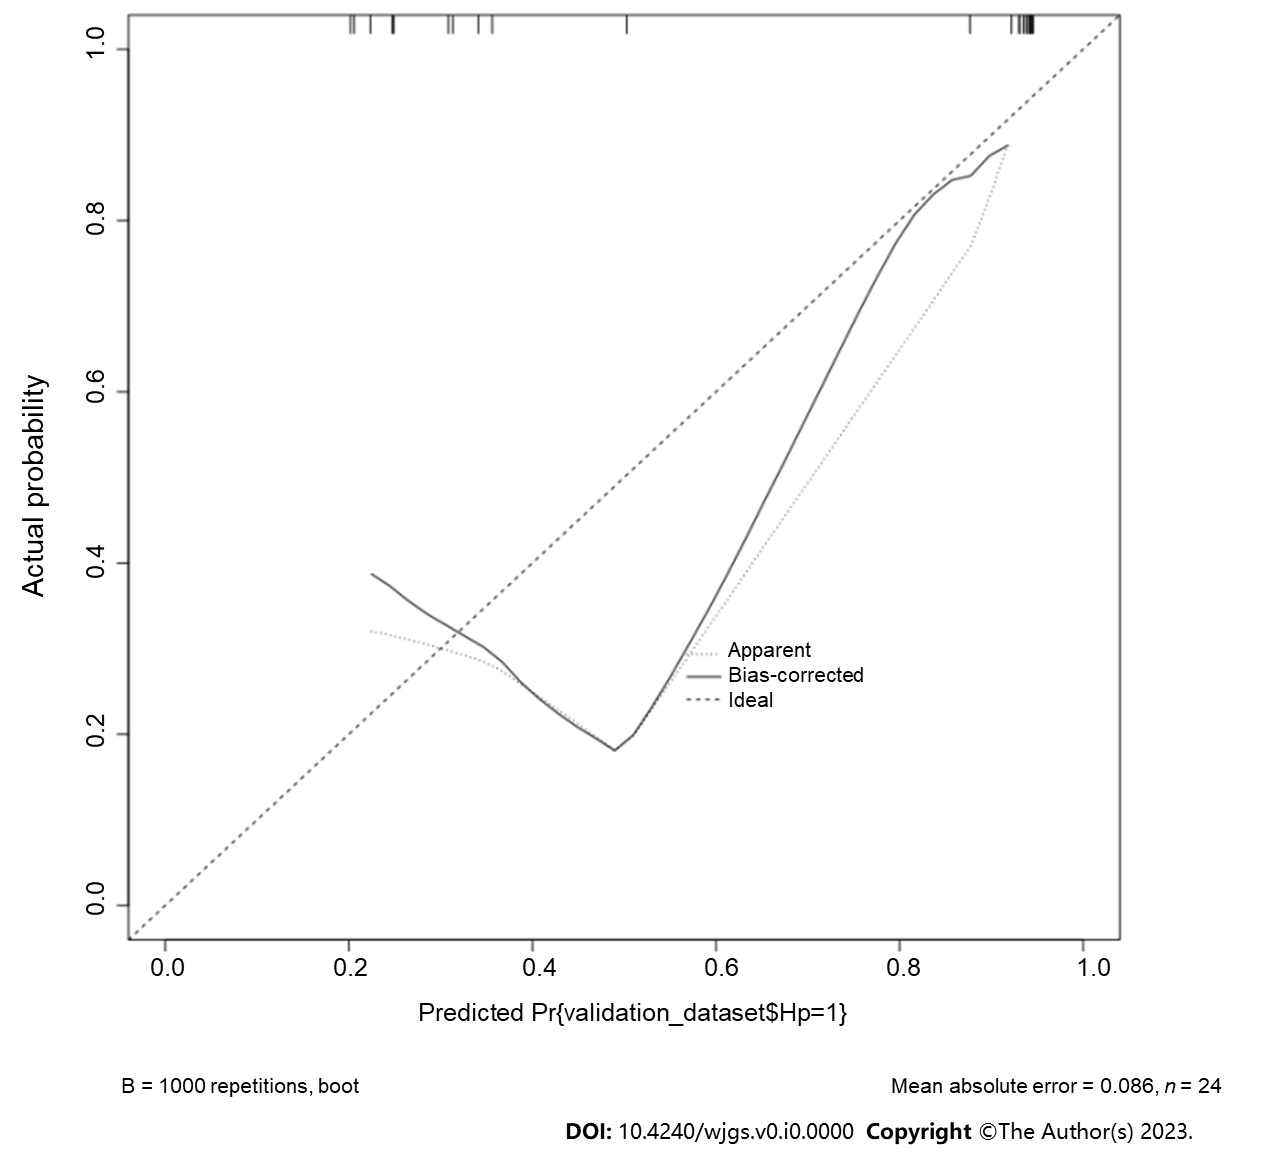 1.0
0.8
0.6
0.4
0.2
0.0
Actual probability
Apparent
Bias-corrected
Ideal
0.0 0.2 0.4 0.6 0.8 1.0
Predicted Pr{validation_dataset$Hp=1}
B = 1000 repetitions, boot Mean absolute error = 0.086, n = 24
DOI: 10.4240/wjgs.v0.i0.0000 Copyright ©The Author(s) 2023.